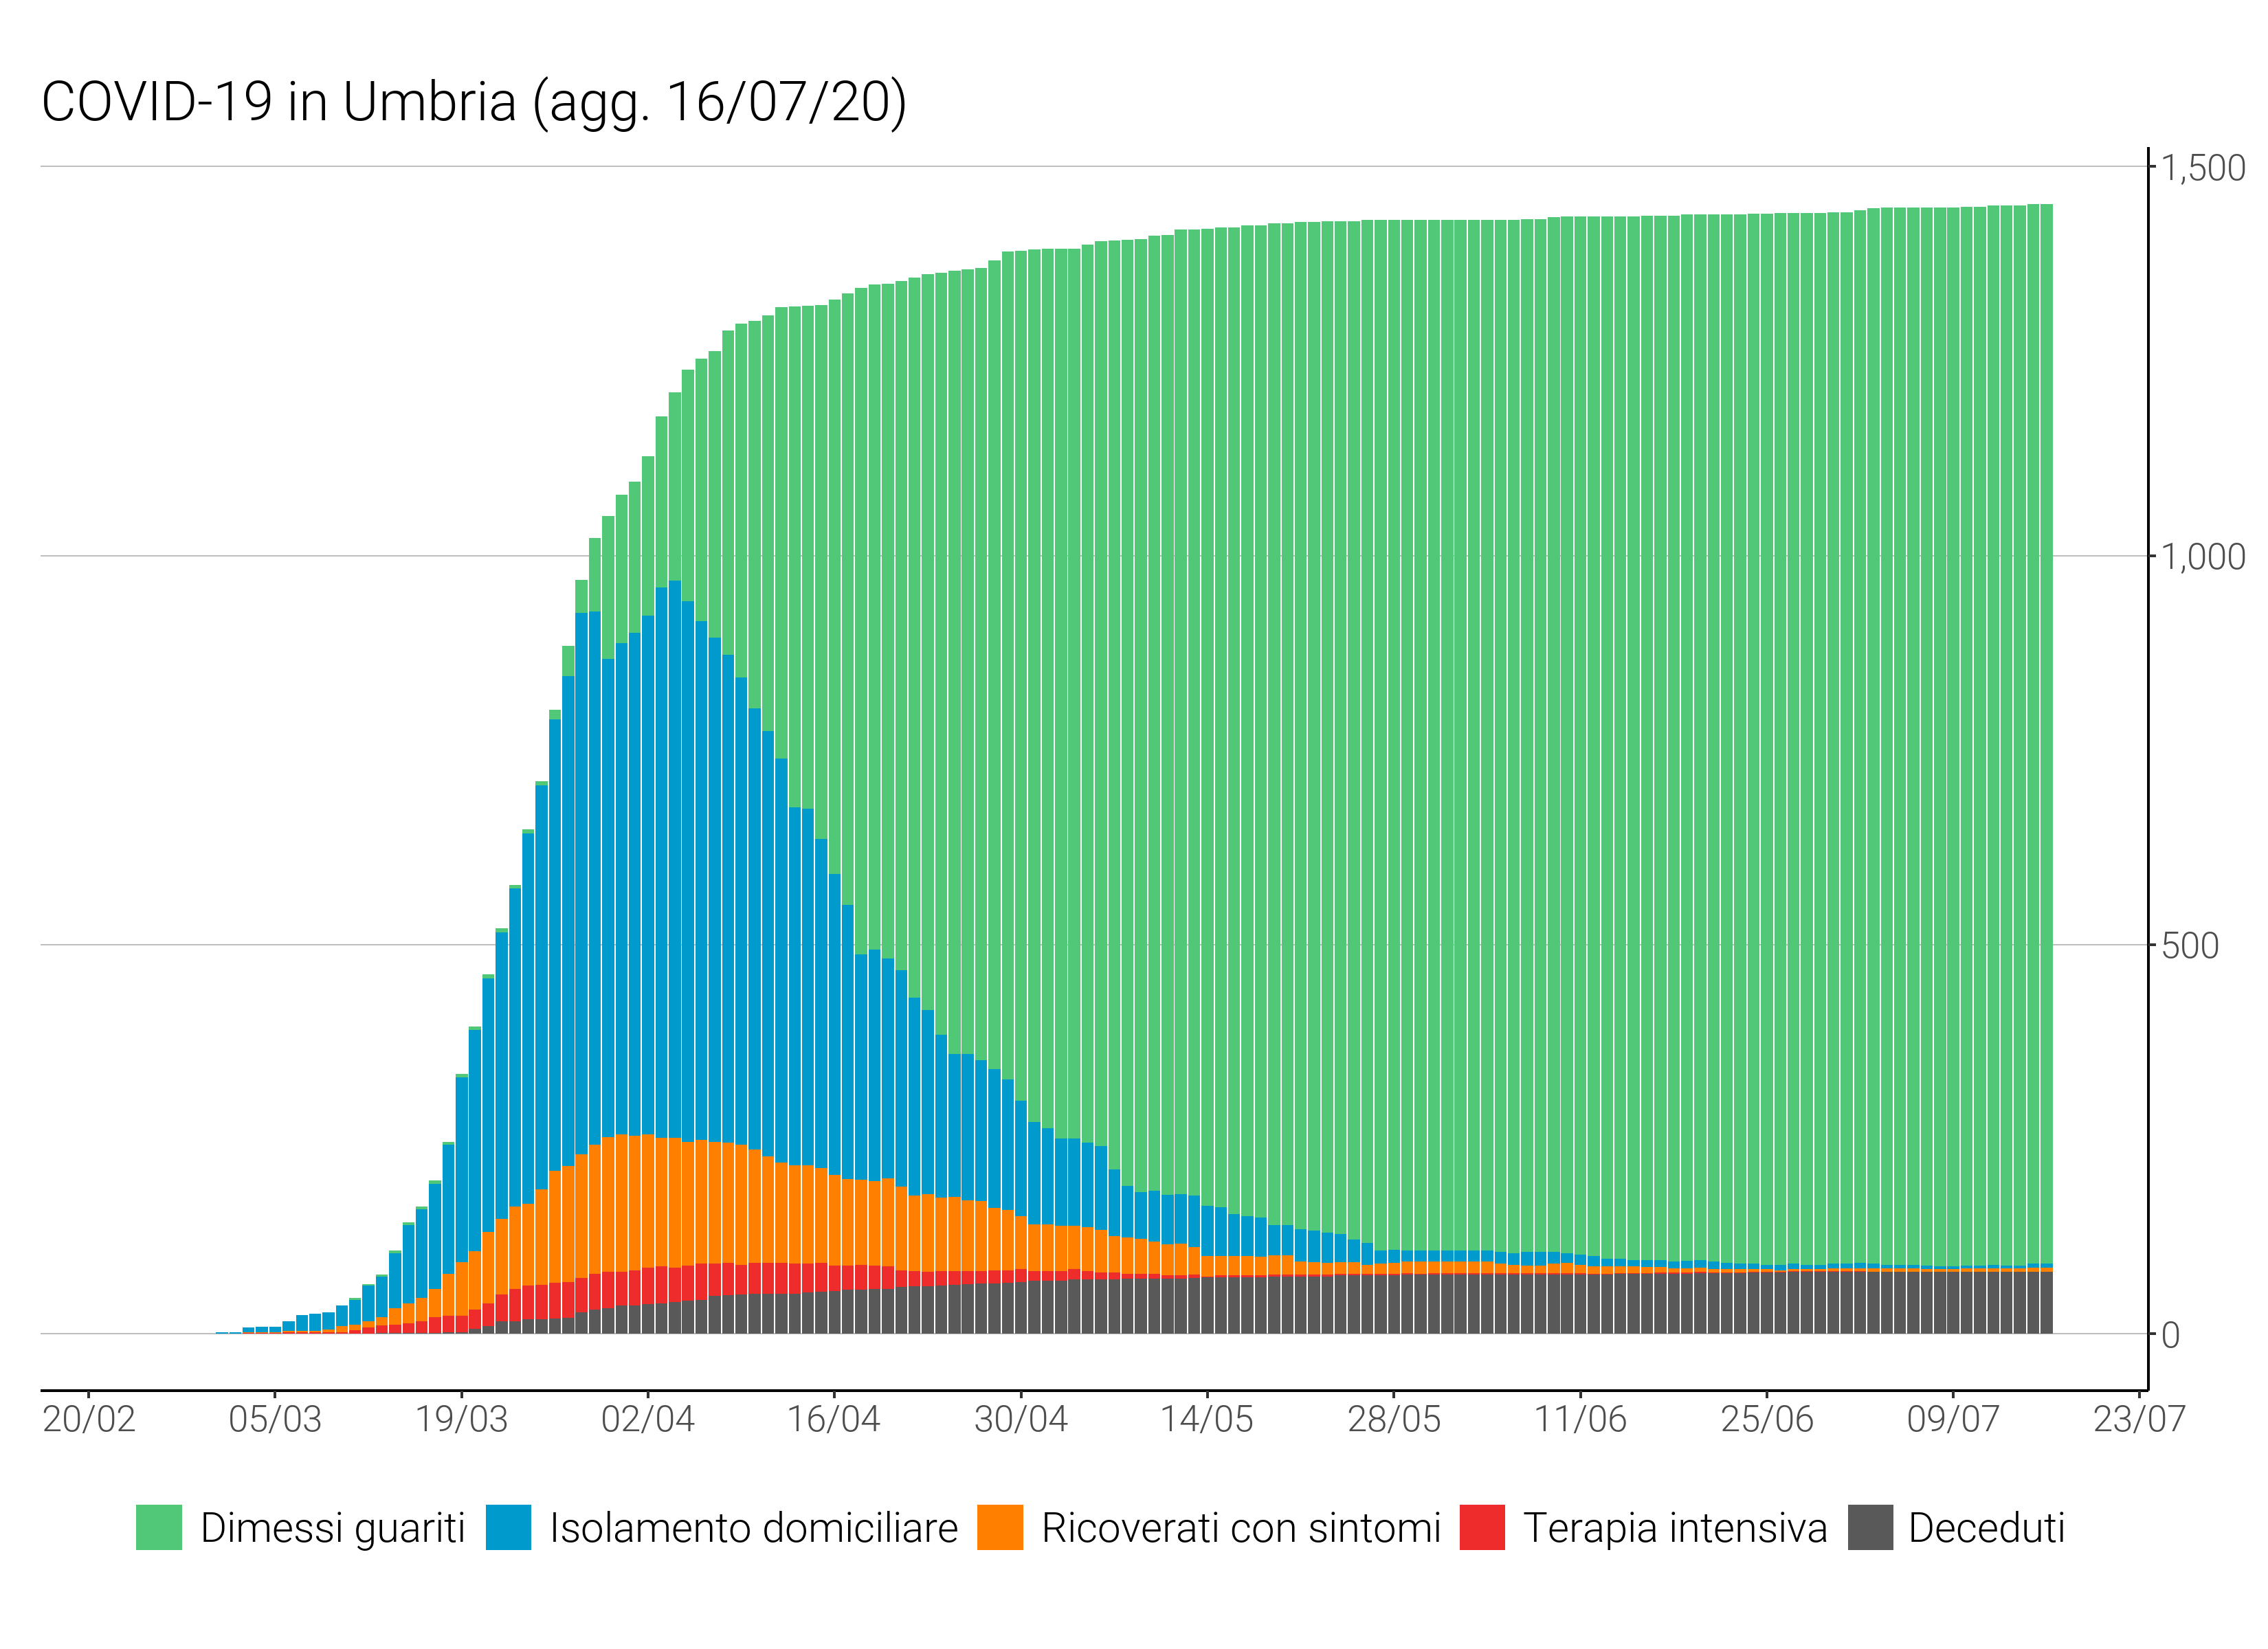 COVID-19 in Umbria (agg. 16/07/20)
1,500
1,000
500
0
20/02 05/03 19/03 02/04 16/04 30/04 14/05 28/05 11/06 25/06 09/07 23/07
Dimessi guariti Isolamento domiciliare Ricoverati con sintomi Terapia intensiva Deceduti